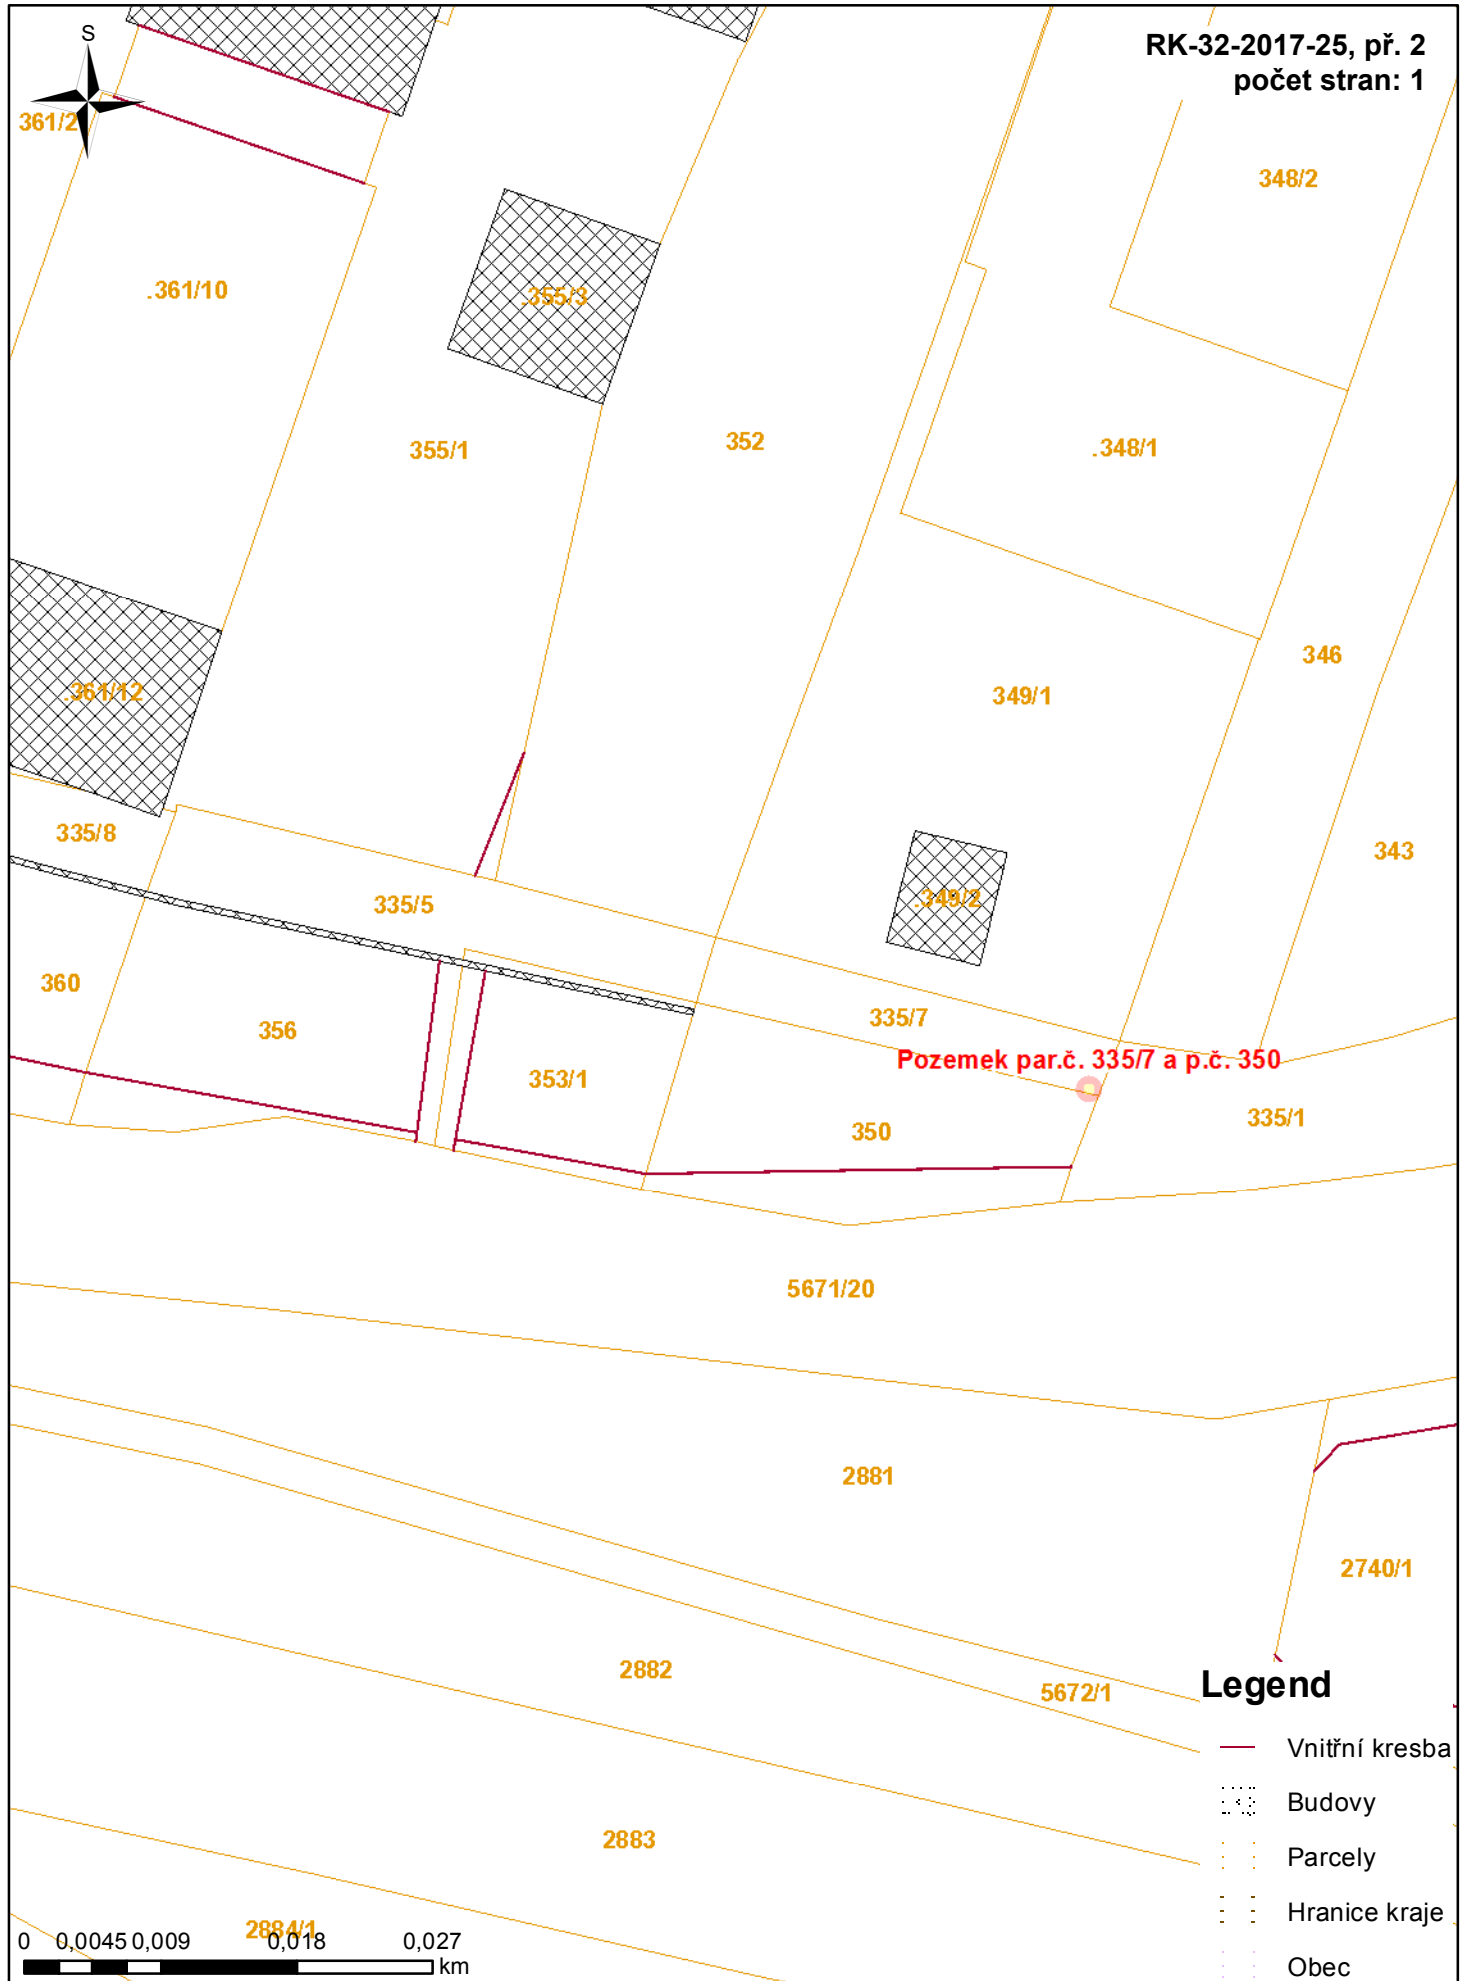 RK-32-2017-25, př. 2
počet stran: 1
S
361/2
348/2
.361/10
.355/3
355/1
352
.348/1
346
349/1
.361/12
335/8
343
.349/2
335/5
360
335/7
356
Pozemek par.č. 335/7 a p.č. 350
353/1
335/1
350
5671/20
2881
2740/1
2882
5672/1
Legend
Vnitřní kresba
Budovy
2883
Parcely
Hranice kraje
2884/1
0 0,0045 0,009 0,018 0,027
km
Obec